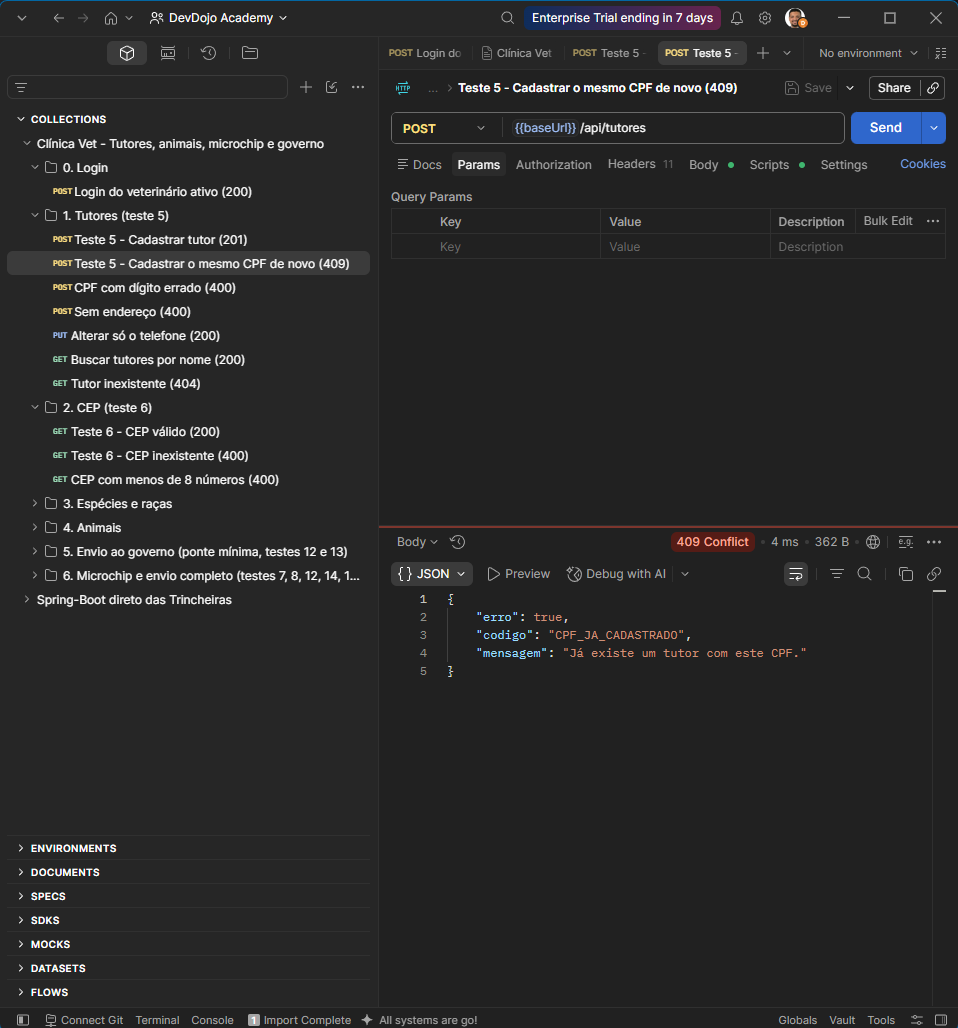 DevDojo Academy
Enterprise Trial ending in 7 days
POST Login do
Clínica Vet
POST Teste 5 -
POST Teste 5 -
No environment
HTTP ... > Teste 5 - Cadastrar o mesmo CPF de novo (409)
Save
Share
COLLECTIONS
Clínica Vet - Tutores, animais, microchip e governo
0. Login
POST Login do veterinário ativo (200)
1. Tutores (teste 5)
POST Teste 5 - Cadastrar tutor (201)
POST Teste 5 - Cadastrar o mesmo CPF de novo (409)
POST CPF com dígito errado (400)
POST Sem endereço (400)
PUT Alterar só o telefone (200)
GET Buscar tutores por nome (200)
GET Tutor inexistente (404)
2. CEP (teste 6)
GET Teste 6 - CEP válido (200)
GET Teste 6 - CEP inexistente (400)
GET CEP com menos de 8 números (400)
3. Espécies e raças
4. Animais
5. Envio ao governo (ponte mínima, testes 12 e 13)
6. Microchip e envio completo (testes 7, 8, 12, 14, 1...
Spring-Boot direto das Trincheiras
ENVIRONMENTS
DOCUMENTS
SPECS
SDKS
MOCKS
DATASETS
FLOWS
POST
{{baseUrl}} /api/tutores
Send
Docs Params Authorization Headers 11 Body Scripts Settings Cookies
Query Params
Key Value Description Bulk Edit ...
Key Value Description
Body
409 Conflict • 4 ms • 362 B
e.g.
{} JSON
Preview
Debug with AI
1 {
2 "erro": true,
3 "codigo": "CPF_JA_CADASTRADO",
4 "mensagem": "Já existe um tutor com este CPF."
5 }
Connect Git Terminal Console 1 Import Complete All systems are go!
Globals Vault Tools